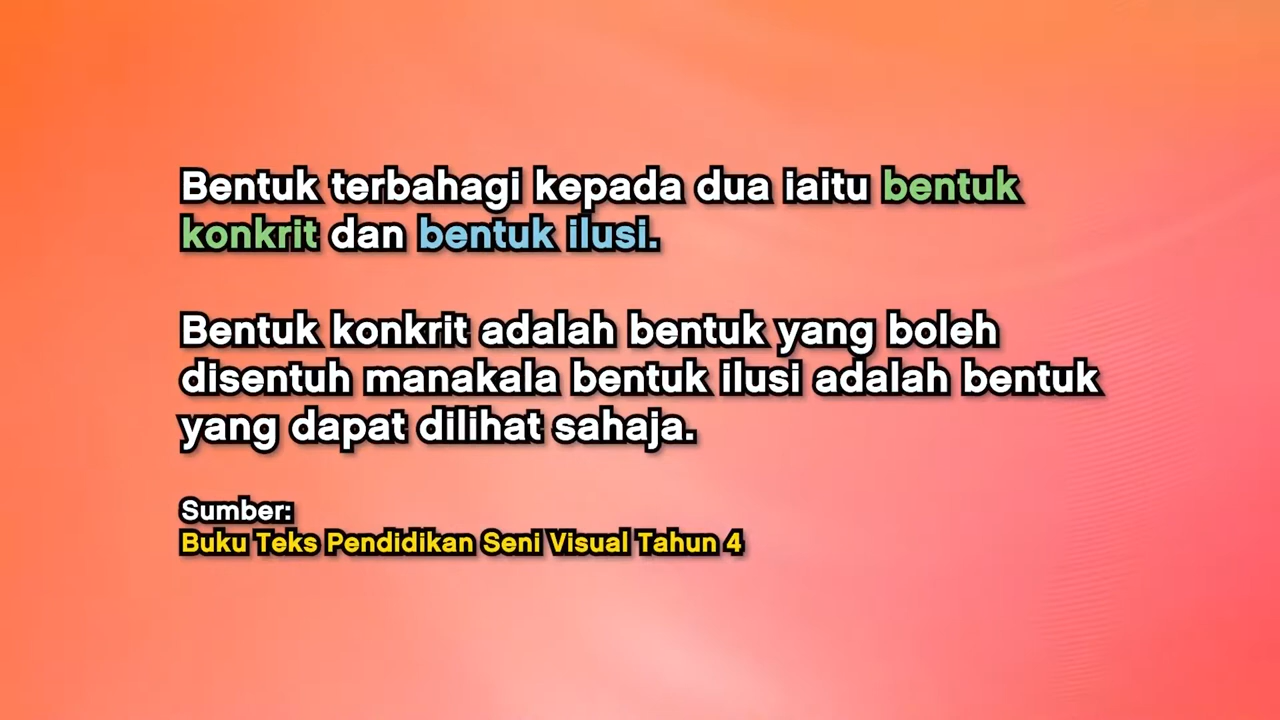 Bentuk terbahagi kepada dua iaitu bentuk
konkrit dan bentuk ilusi.
Bentuk konkrit adalah bentuk yang boleh
disentuh manakala bentuk ilusi adalah bentuk
yang dapat dilihat sahaja.
Sumber:
Buku Teks Pendidikan Seni Visual Tahun 4